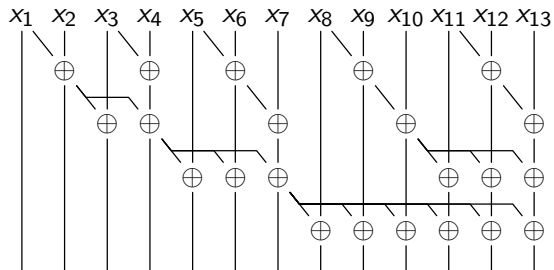 x₁ x₂ x₃ x₄ x₅ x₆ x₇ x₈ x₉ x₁₀ x₁₁ x₁₂ x₁₃